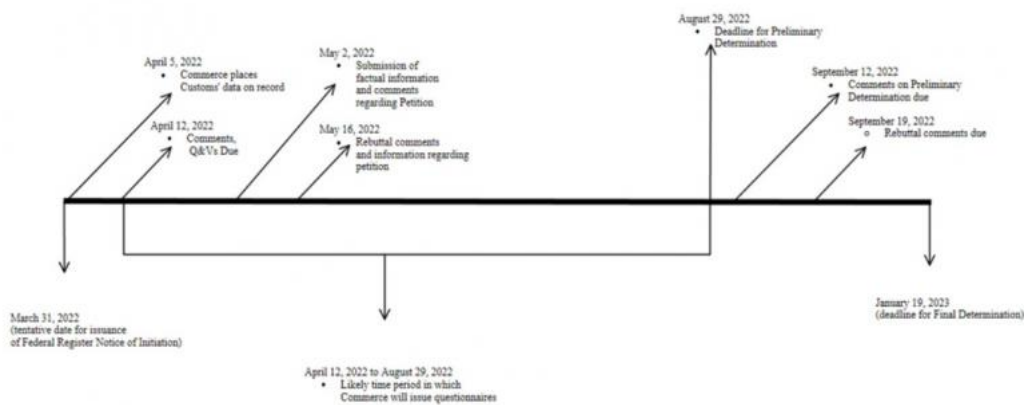 August 29, 2022
• Deadline for Preliminary
Determination
April 5, 2022
• Commerce places
Customs' data on record
May 2, 2022
• Submission of
factual information
and comments
regarding Petition
September 12, 2022
• Comments on Preliminary
Determination due
April 12, 2022
• Comments,
Q&Vs Due
May 16, 2022
• Rebuttal comments
and information regarding
petition
September 19, 2022
o Rebuttal comments due
March 31, 2022
(tentative date for issuance
of Federal Register Notice of Initiation)
January 19, 2023
(deadline for Final Determination)
April 12, 2022 to August 29, 2022
• Likely time period in which
Commerce will issue questionnaires